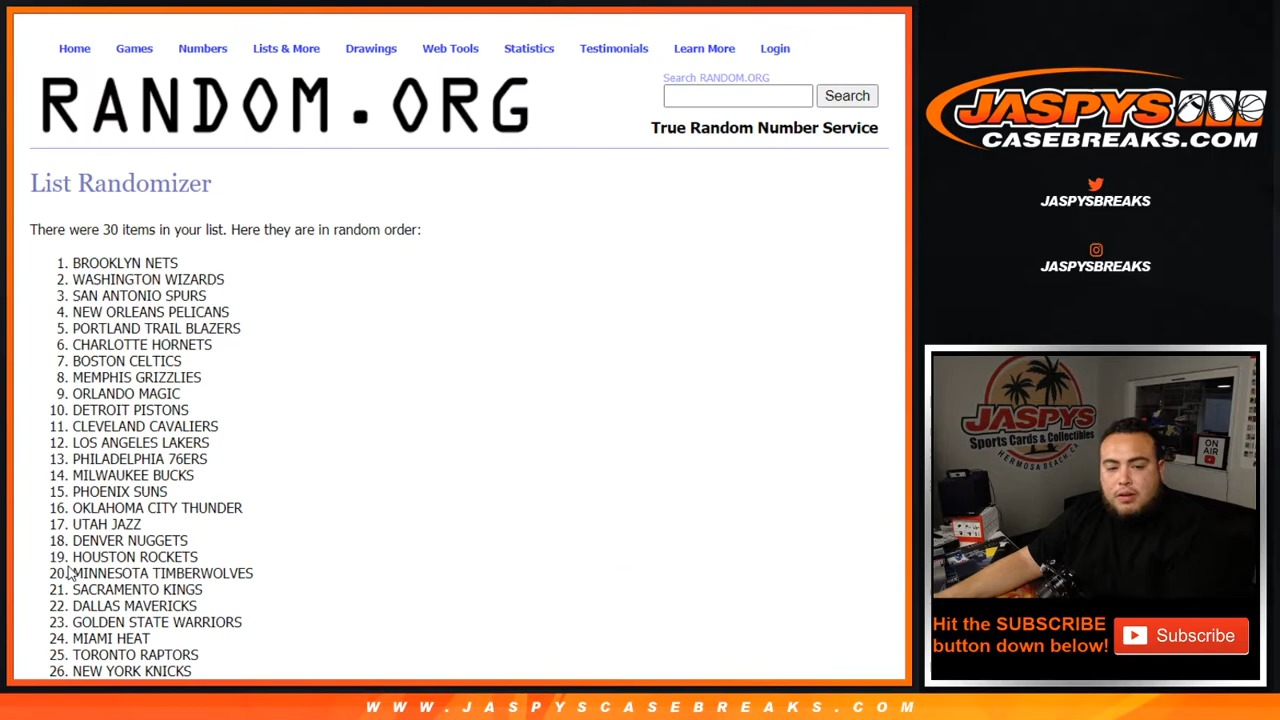 Home Games Numbers Lists & More Drawings Web Tools Statistics Testimonials Learn More Login
RANDOM.ORG
Search RANDOM.ORG
Search
True Random Number Service
List Randomizer
There were 30 items in your list. Here they are in random order:
1. BROOKLYN NETS
2. WASHINGTON WIZARDS
3. SAN ANTONIO SPURS
4. NEW ORLEANS PELICANS
5. PORTLAND TRAIL BLAZERS
6. CHARLOTTE HORNETS
7. BOSTON CELTICS
8. MEMPHIS GRIZZLIES
9. ORLANDO MAGIC
10. DETROIT PISTONS
11. CLEVELAND CAVALIERS
12. LOS ANGELES LAKERS
13. PHILADELPHIA 76ERS
14. MILWAUKEE BUCKS
15. PHOENIX SUNS
16. OKLAHOMA CITY THUNDER
17. UTAH JAZZ
18. DENVER NUGGETS
19. HOUSTON ROCKETS
20. MINNESOTA TIMBERWOLVES
21. SACRAMENTO KINGS
22. DALLAS MAVERICKS
23. GOLDEN STATE WARRIORS
24. MIAMI HEAT
25. TORONTO RAPTORS
26. NEW YORK KNICKS
JASPYS
CASEBREAKS.COM
JASPYSBREAKS
JASPYSBREAKS
JASPYS
Sports Cards & Collectibles
HERMOSA BEACH, CA
ON AIR
Hit the SUBSCRIBE
button down below!
Subscribe
WWW.JASPYSCASEBREAKS.COM